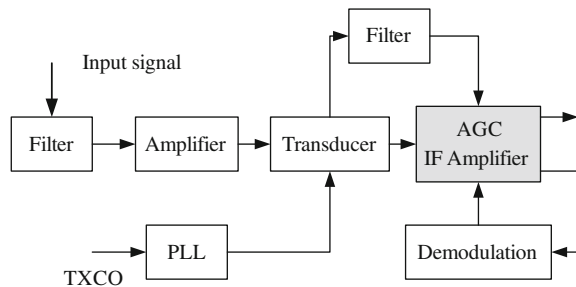 Filter
Input signal
Filter
Amplifier
Transducer
AGC
IF Amplifier
PLL
TXCO
Demodulation